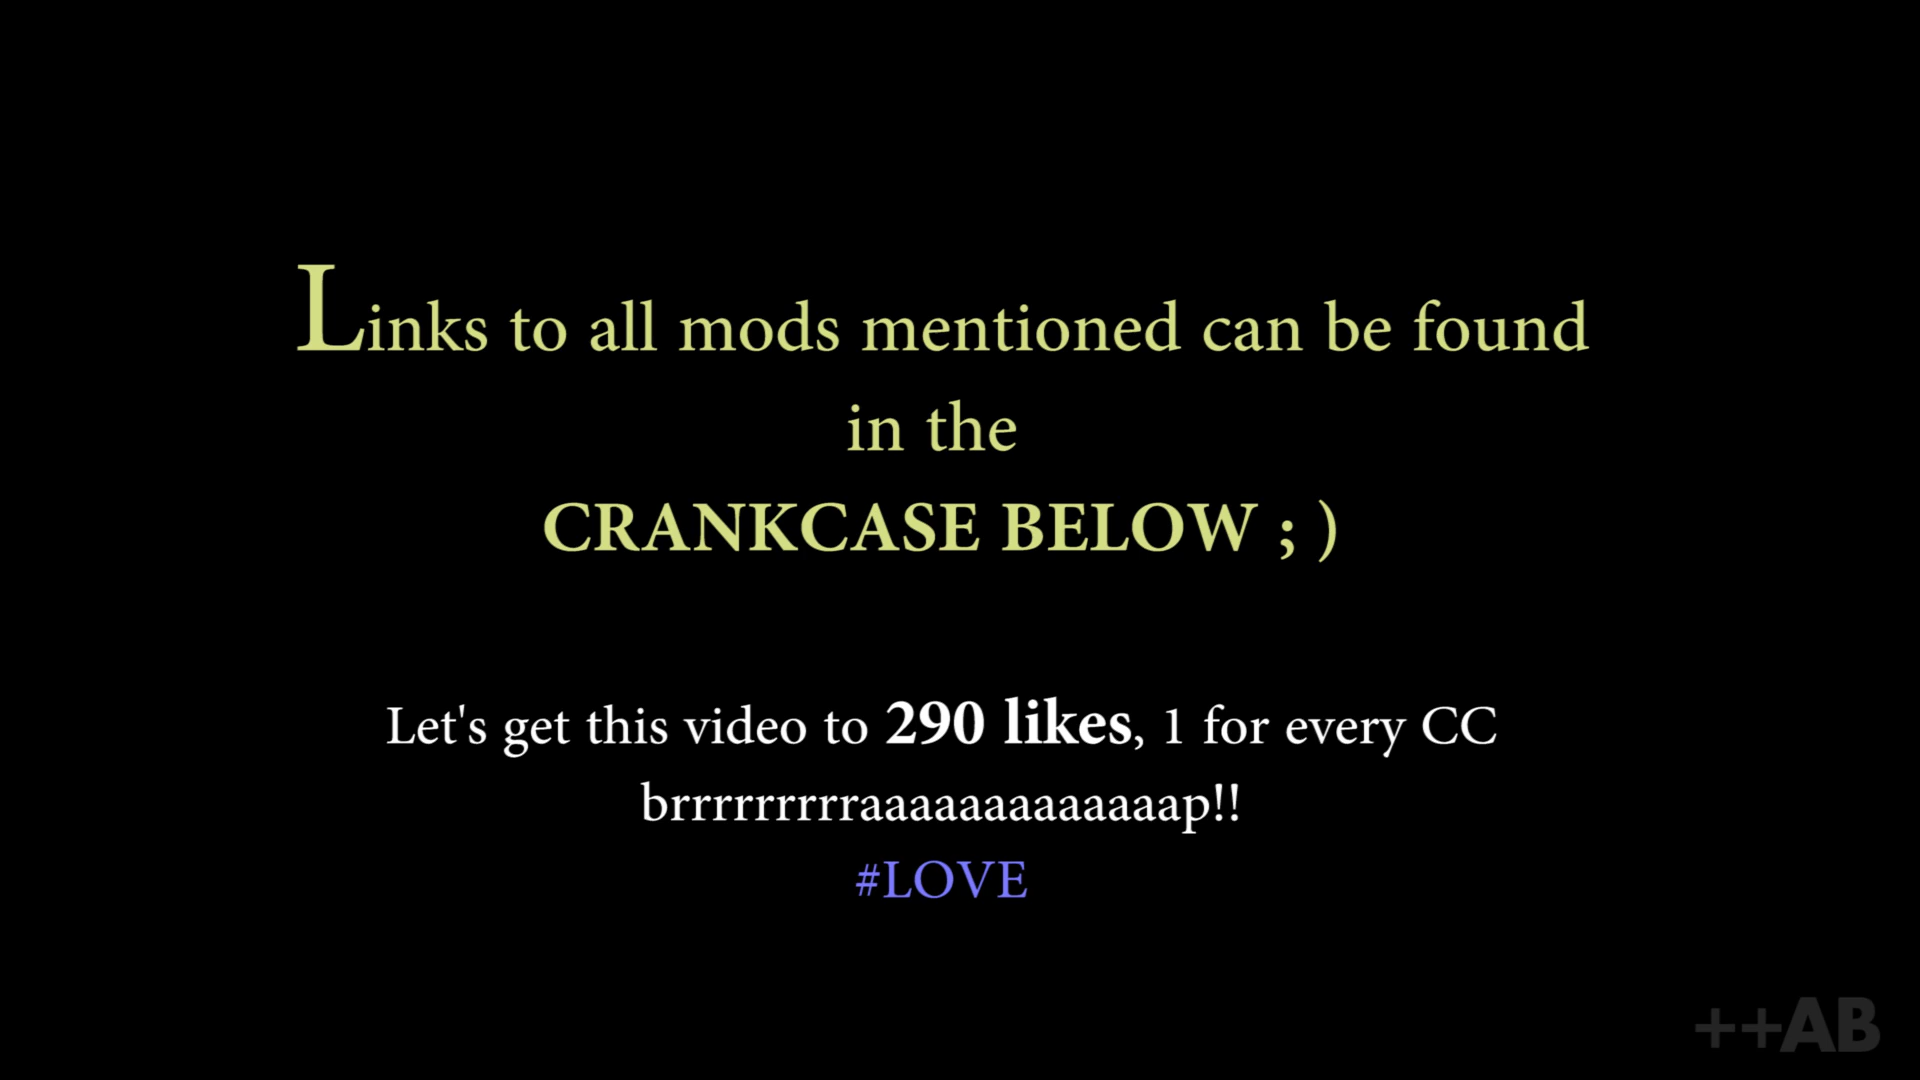 Links to all mods mentioned can be found
in the
CRANKCASE BELOW ; )
Let's get this video to 290 likes, 1 for every CC
brrrrrrrrraaaaaaaaaaaaap!!
#LOVE
++AB